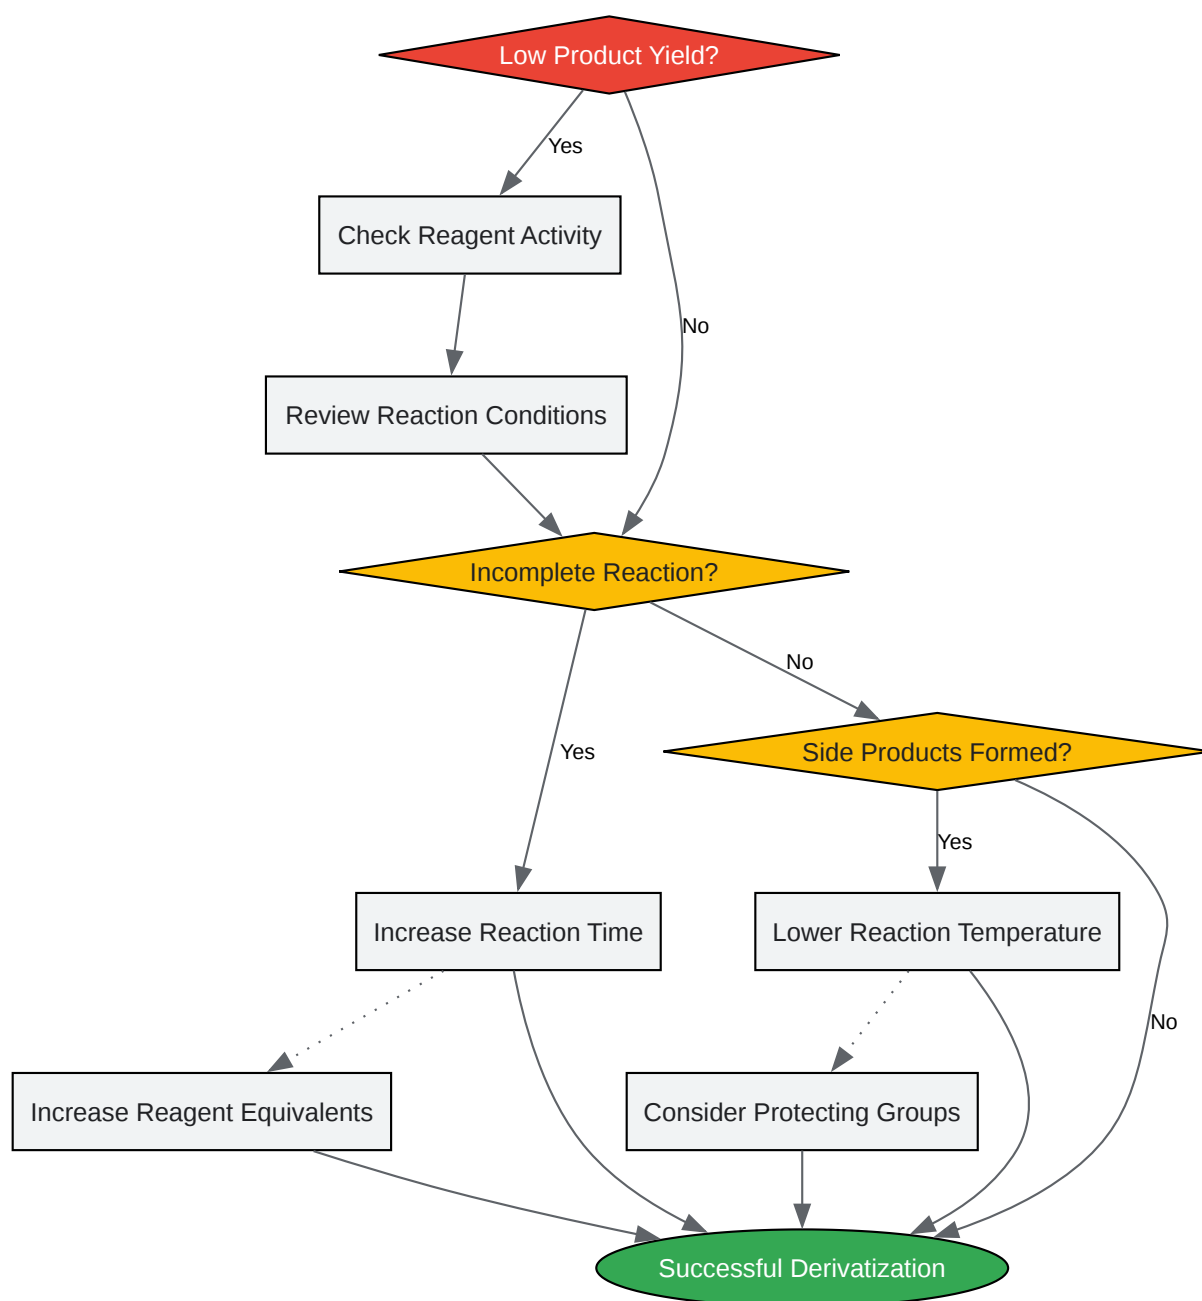 Low Product Yield?
Yes
Check Reagent Activity
No
Review Reaction Conditions
Incomplete Reaction?
No
Yes
Side Products Formed?
Yes
Increase Reaction Time
Lower Reaction Temperature
No
Increase Reagent Equivalents
Consider Protecting Groups
Successful Derivatization